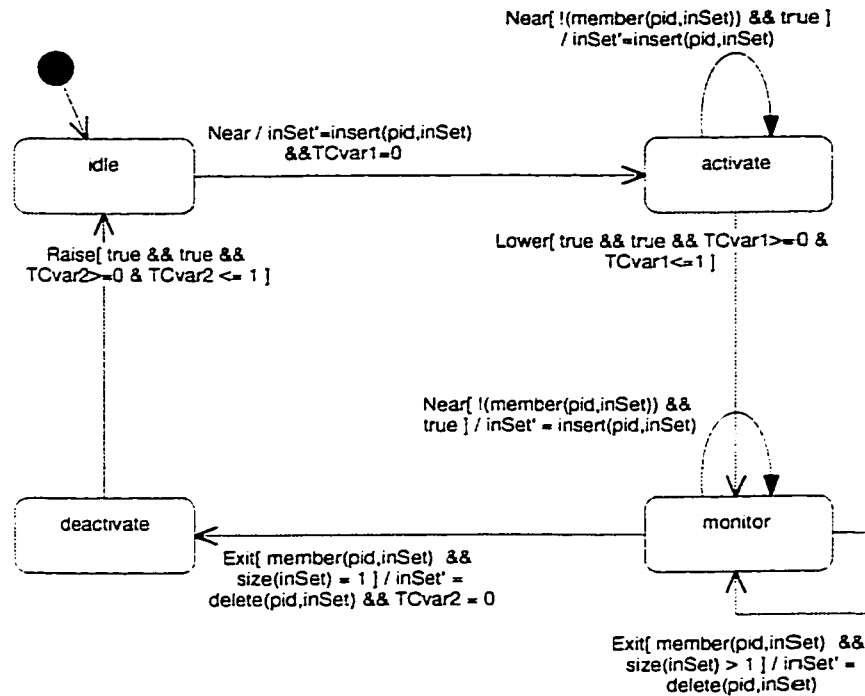 Near[ !(member(pid,inSet)) && true ]
/ inSet'=insert(pid,inSet)
Near / inSet'=insert(pid,inSet)
&&TCvar1=0
idle
activate
Raise[ true && true &&
TCvar2>=0 & TCvar2 <= 1 ]
Lower[ true && true && TCvar1>=0 &
TCvar1<=1 ]
Near[ !(member(pid,inSet)) &&
true ] / inSet' = insert(pid,inSet)
deactivate
monitor
Exit[ member(pid,inSet) &&
size(inSet) = 1 ] / inSet' =
delete(pid,inSet) && TCvar2 = 0
Exit[ member(pid,inSet) &&
size(inSet) > 1 ] / inSet' =
delete(pid,inSet)